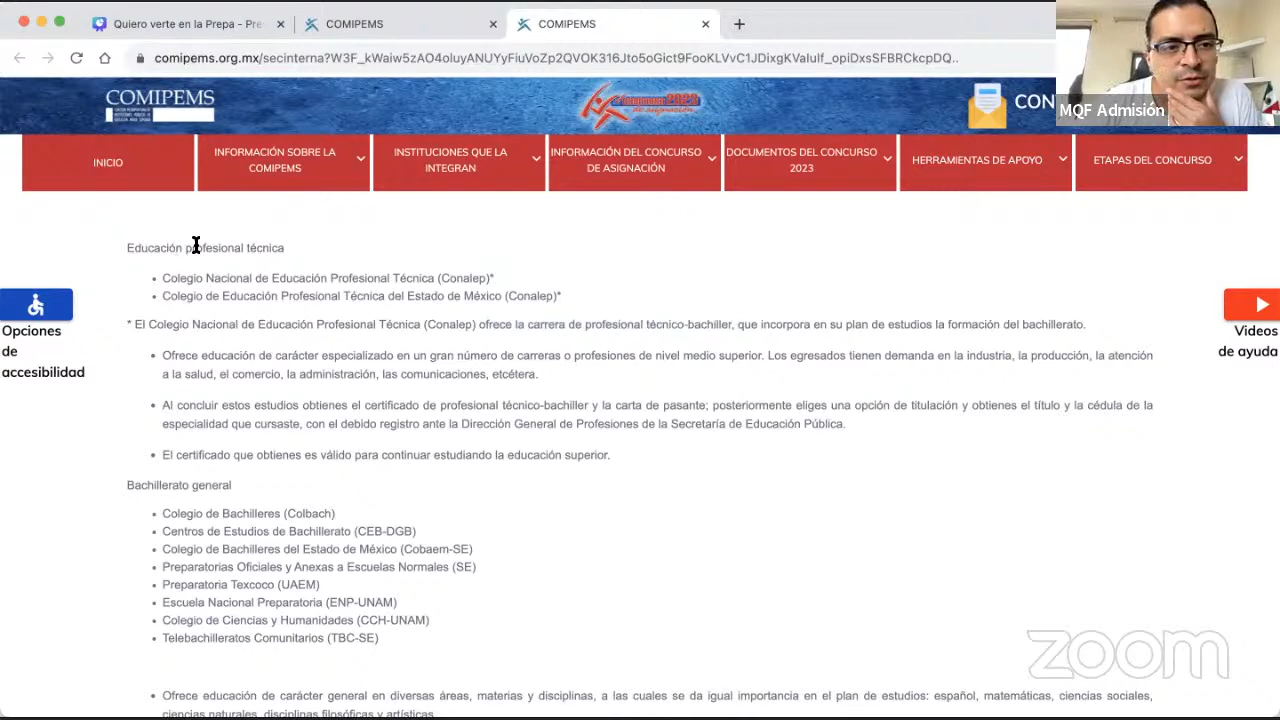 Quiero verte en la Prepa - Pre
COMIPEMS
COMIPEMS
comipems.org.mx/secinterna?W3F_kWaiw5zAO4oluyANUYyFiuVoZp2QVOK316Jto5oGict9FooKLVvC1JDixgKValuIf_opiDxsSFBRCkcpDQ..
MQF Admisión
COMIPEMS
CON
INICIO
INFORMACIÓN SOBRE LA COMIPEMS
INSTITUCIONES QUE LA INTEGRAN
INFORMACIÓN DEL CONCURSO DE ASIGNACIÓN
DOCUMENTOS DEL CONCURSO 2023
HERRAMIENTAS DE APOYO
ETAPAS DEL CONCURSO
Educación profesional técnica
• Colegio Nacional de Educación Profesional Técnica (Conalep)*
• Colegio de Educación Profesional Técnica del Estado de México (Conalep)*
* El Colegio Nacional de Educación Profesional Técnica (Conalep) ofrece la carrera de profesional técnico-bachiller, que incorpora en su plan de estudios la formación del bachillerato.
• Ofrece educación de carácter especializado en un gran número de carreras o profesiones de nivel medio superior. Los egresados tienen demanda en la industria, la producción, la atención
a la salud, el comercio, la administración, las comunicaciones, etcétera.
• Al concluir estos estudios obtienes el certificado de profesional técnico-bachiller y la carta de pasante; posteriormente eliges una opción de titulación y obtienes el título y la cédula de la
especialidad que cursaste, con el debido registro ante la Dirección General de Profesiones de la Secretaría de Educación Pública.
• El certificado que obtienes es válido para continuar estudiando la educación superior.
Bachillerato general
• Colegio de Bachilleres (Colbach)
• Centros de Estudios de Bachillerato (CEB-DGB)
• Colegio de Bachilleres del Estado de México (Cobaem-SE)
• Preparatorias Oficiales y Anexas a Escuelas Normales (SE)
• Preparatoria Texcoco (UAEM)
• Escuela Nacional Preparatoria (ENP-UNAM)
• Colegio de Ciencias y Humanidades (CCH-UNAM)
• Telebachilleratos Comunitarios (TBC-SE)
• Ofrece educación de carácter general en diversas áreas, materias y disciplinas, a las cuales se da igual importancia en el plan de estudios: español, matemáticas, ciencias sociales,
ciencias naturales, disciplinas filosóficas y artísticas.
Opciones
de
accesibilidad
Videos
de ayuda
zoom